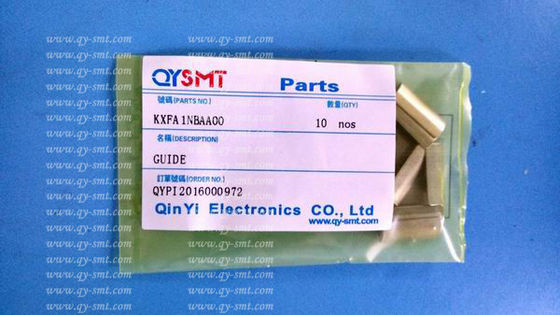 QYSMT Parts
號碼(PARTS NO.) 數量(QTY)
KXFA1NBAA00 10 nos
名稱(DESCRIPTION)
GUIDE
訂單號碼(ORDER NO.)
QYPI2016000972
QinYi Electronics CO., Ltd
www.qy-smt.com
www.qy-smt.com